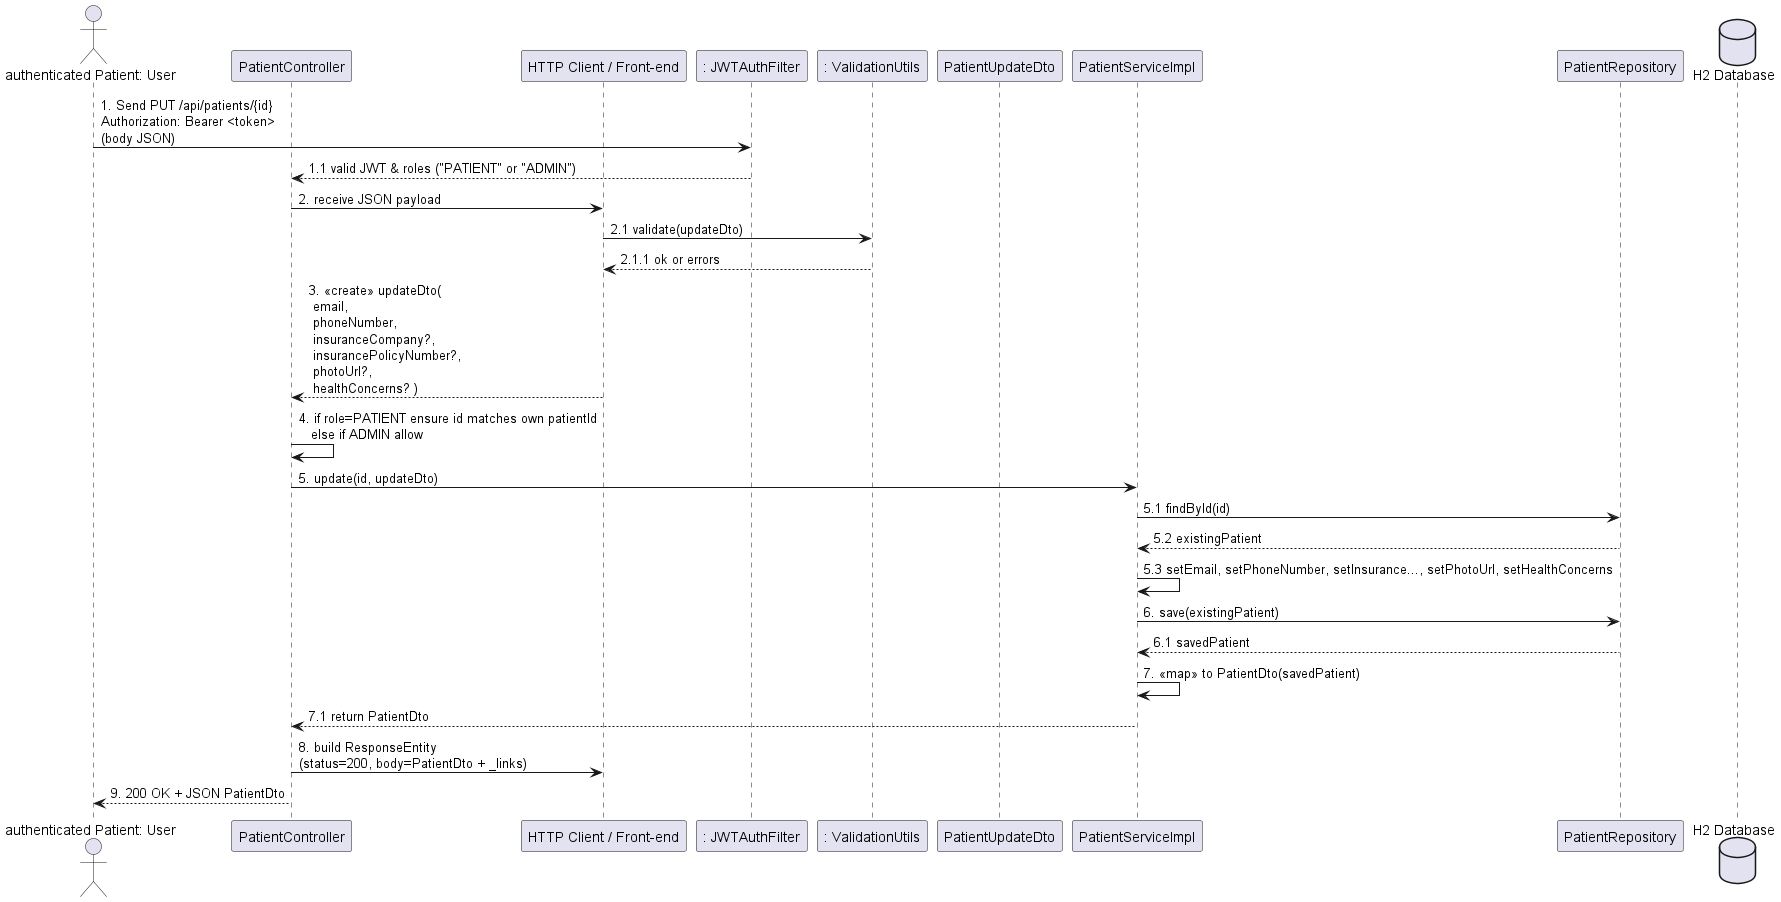 authenticated Patient: User
PatientController
HTTP Client / Front-end
: JWTAuthFilter
: ValidationUtils
PatientUpdateDto
PatientServiceImpl
PatientRepository
H2 Database
1. Send PUT /api/patients/{id}
Authorization: Bearer <token>
(body JSON)
1.1 valid JWT & roles ("PATIENT" or "ADMIN")
2. receive JSON payload
2.1 validate(updateDto)
2.1.1 ok or errors
3. «create» updateDto(
email,
phoneNumber,
insuranceCompany?,
insurancePolicyNumber?,
photoUrl?,
healthConcerns? )
4. if role=PATIENT ensure id matches own patientId
else if ADMIN allow
5. update(id, updateDto)
5.1 findById(id)
5.2 existingPatient
5.3 setEmail, setPhoneNumber, setInsurance..., setPhotoUrl, setHealthConcerns
6. save(existingPatient)
6.1 savedPatient
7. «map» to PatientDto(savedPatient)
7.1 return PatientDto
8. build ResponseEntity
(status=200, body=PatientDto + _links)
9. 200 OK + JSON PatientDto
authenticated Patient: User
PatientController
HTTP Client / Front-end
: JWTAuthFilter
: ValidationUtils
PatientUpdateDto
PatientServiceImpl
PatientRepository
H2 Database